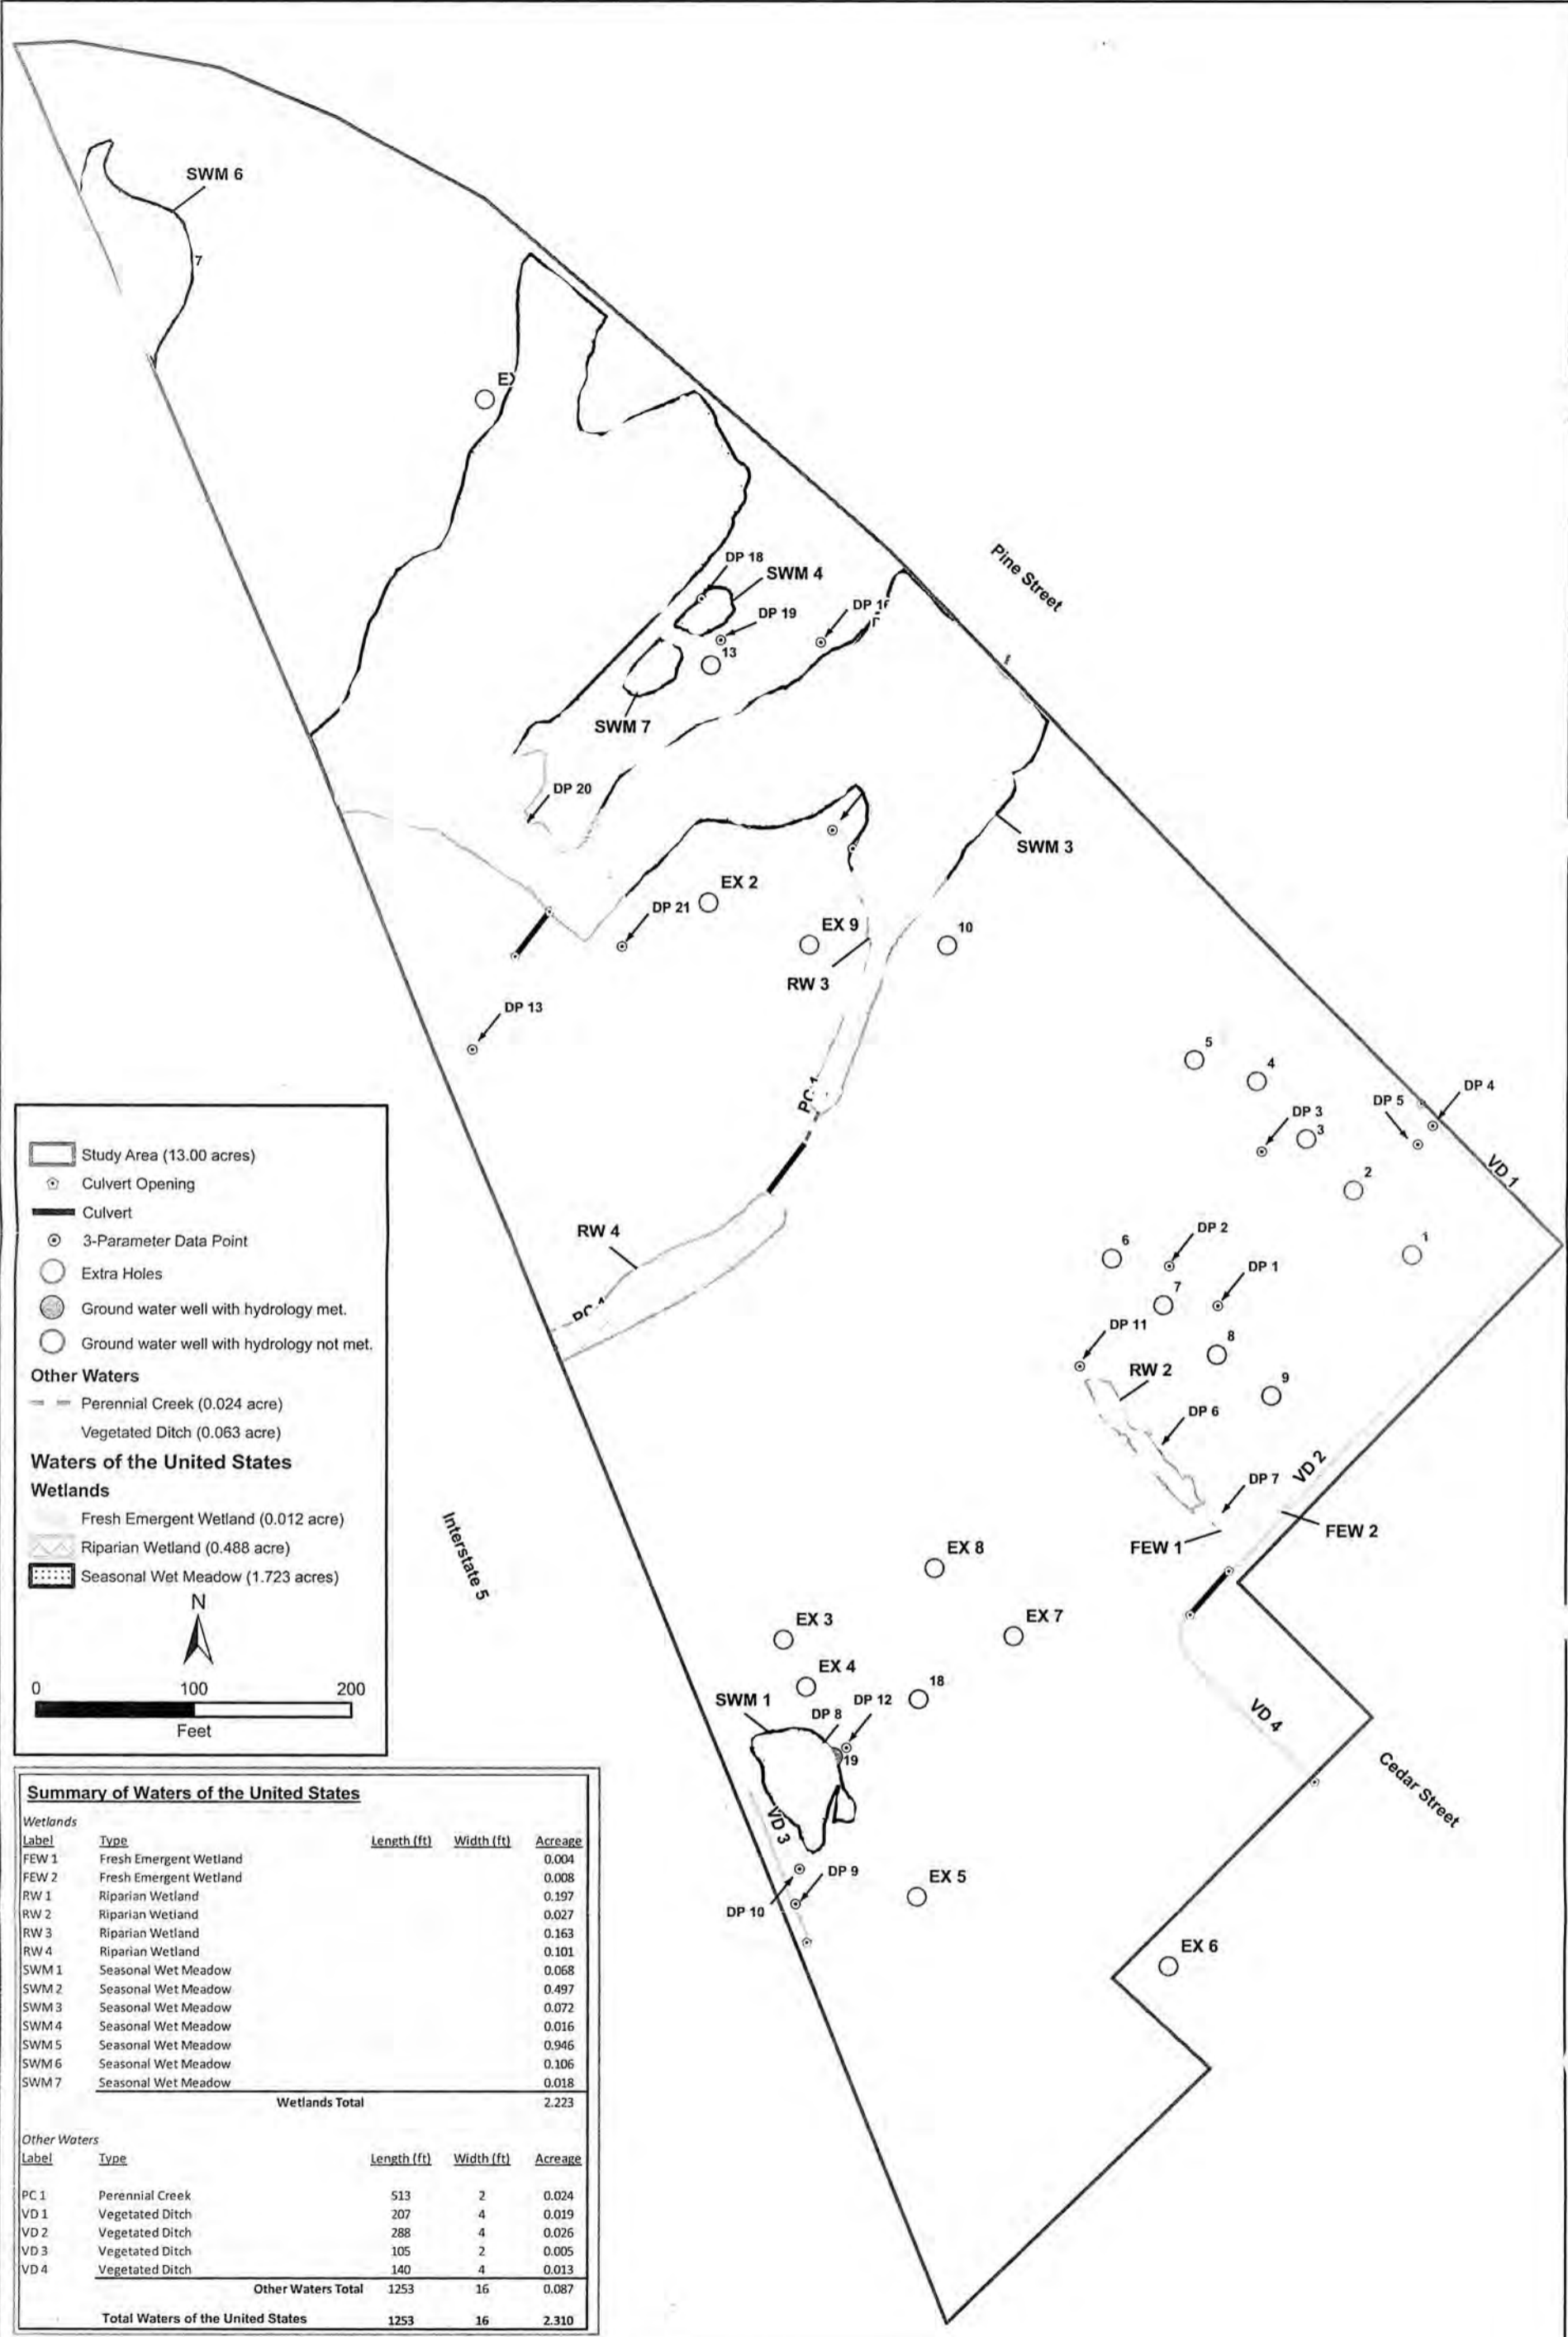 SWM 6
7
DP 18
SWM 4
DP 19
13
SWM 7
DP 20
Pine Street
SWM 3
EX 2
DP 21
EX 9
10
RW 3
DP 13
5
4
DP 4
DP 5
DP 3
3
VD 1
2
DP 2
6
1
DP 1
7
DP 11
8
RW 2
9
DP 6
RW 4
VD 2
DP 7
FEW 2
FEW 1
Interstate 5
EX 8
EX 3
EX 7
EX 4
18
SWM 1
DP 12
DP 8
19
VD 4
Cedar Street
VD 3
DP 9
EX 5
DP 10
EX 6
Study Area (13.00 acres)
Culvert Opening
Culvert
3-Parameter Data Point
Extra Holes
Ground water well with hydrology met.
Ground water well with hydrology not met.
Other Waters
Perennial Creek (0.024 acre)
Vegetated Ditch (0.063 acre)
Waters of the United States
Wetlands
Fresh Emergent Wetland (0.012 acre)
Riparian Wetland (0.488 acre)
Seasonal Wet Meadow (1.723 acres)
N
0 100 200
Feet
Summary of Waters of the United States
Wetlands
Label Type Length (ft) Width (ft) Acreage
FEW 1 Fresh Emergent Wetland 0.004
FEW 2 Fresh Emergent Wetland 0.008
RW 1 Riparian Wetland 0.197
RW 2 Riparian Wetland 0.027
RW 3 Riparian Wetland 0.163
RW 4 Riparian Wetland 0.101
SWM 1 Seasonal Wet Meadow 0.068
SWM 2 Seasonal Wet Meadow 0.497
SWM 3 Seasonal Wet Meadow 0.072
SWM 4 Seasonal Wet Meadow 0.016
SWM 5 Seasonal Wet Meadow 0.946
SWM 6 Seasonal Wet Meadow 0.106
SWM 7 Seasonal Wet Meadow 0.018
Wetlands Total 2.223
Other Waters
Label Type Length (ft) Width (ft) Acreage
PC 1 Perennial Creek 513 2 0.024
VD 1 Vegetated Ditch 207 4 0.019
VD 2 Vegetated Ditch 288 4 0.026
VD 3 Vegetated Ditch 105 2 0.005
VD 4 Vegetated Ditch 140 4 0.013
Other Waters Total 1253 16 0.087
Total Waters of the United States 1253 16 2.310